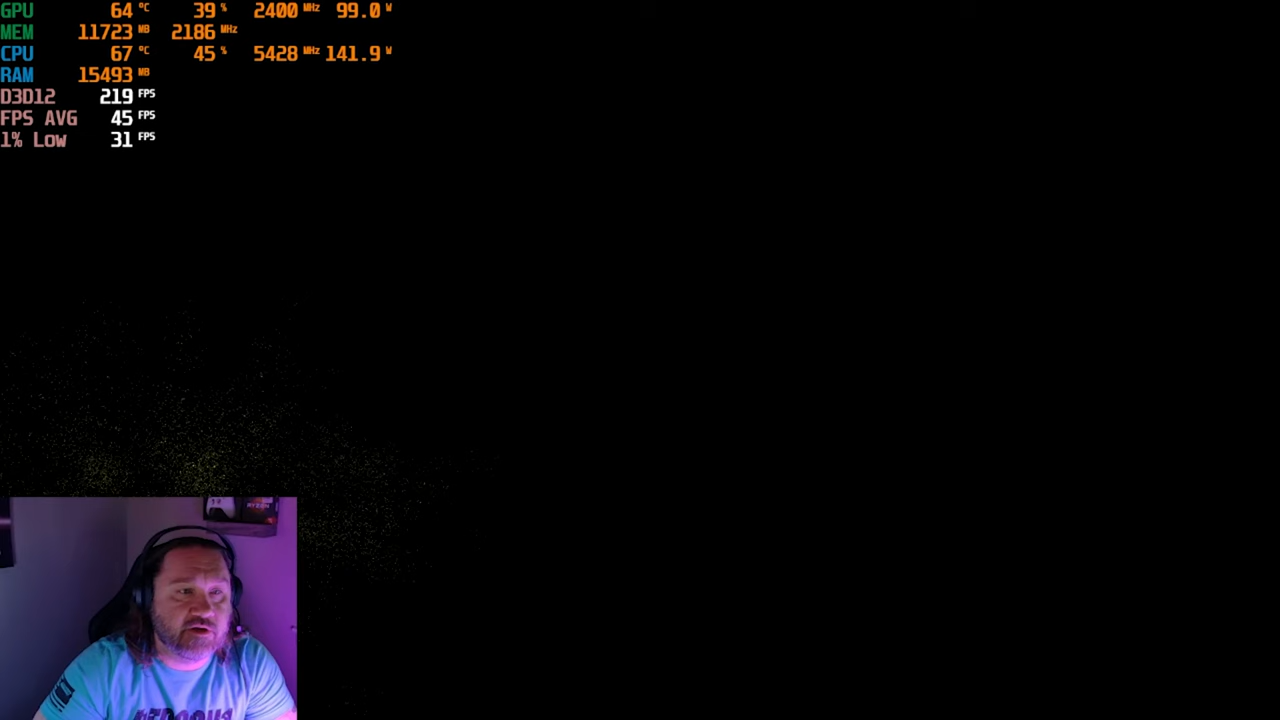 GPU 64 °C 39 % 2400 MHz 99.0 W
MEM 11723 MB 2186 MHz
CPU 67 °C 45 % 5428 MHz 141.9 W
RAM 15493 MB
D3D12 219 FPS
FPS AVG 45 FPS
1% Low 31 FPS
RYZEN